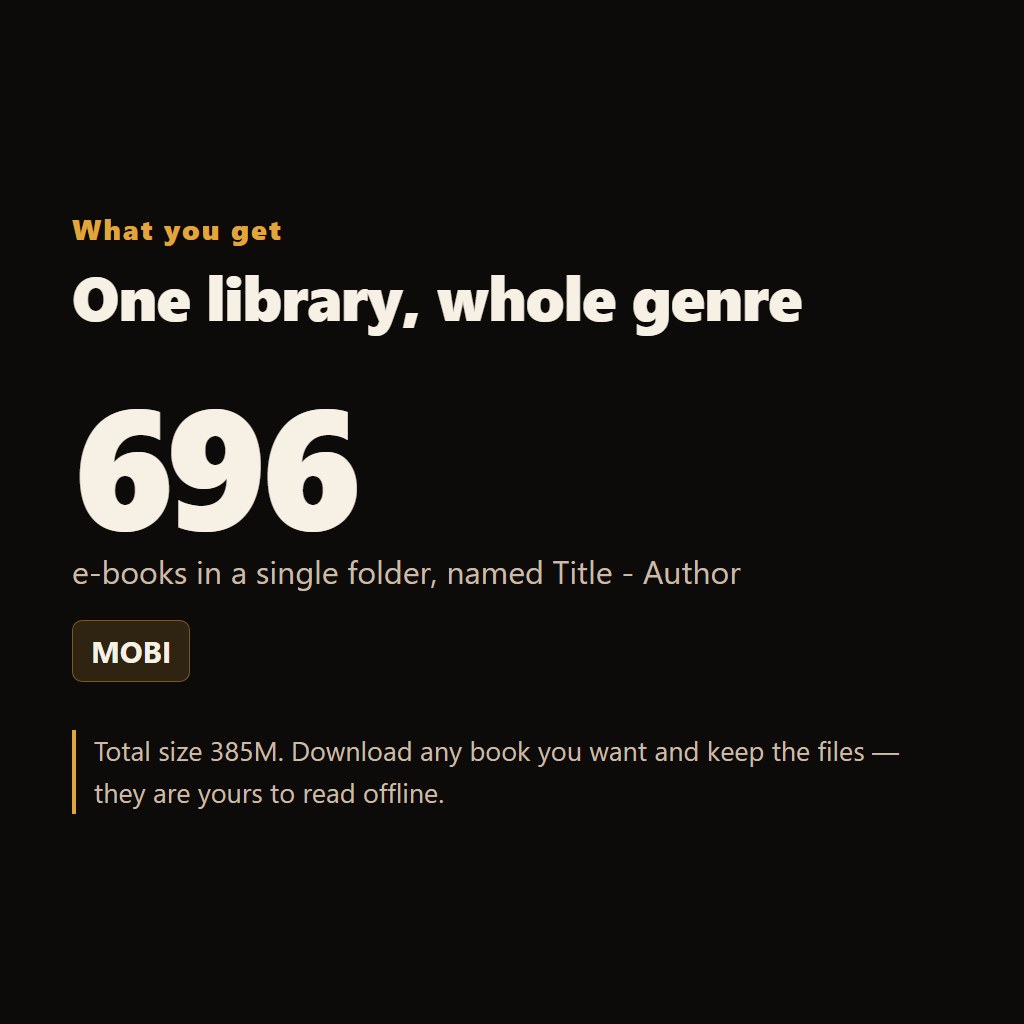 What you get
One library, whole genre
696
e-books in a single folder, named Title - Author
MOBI
Total size 385M. Download any book you want and keep the files —
they are yours to read offline.